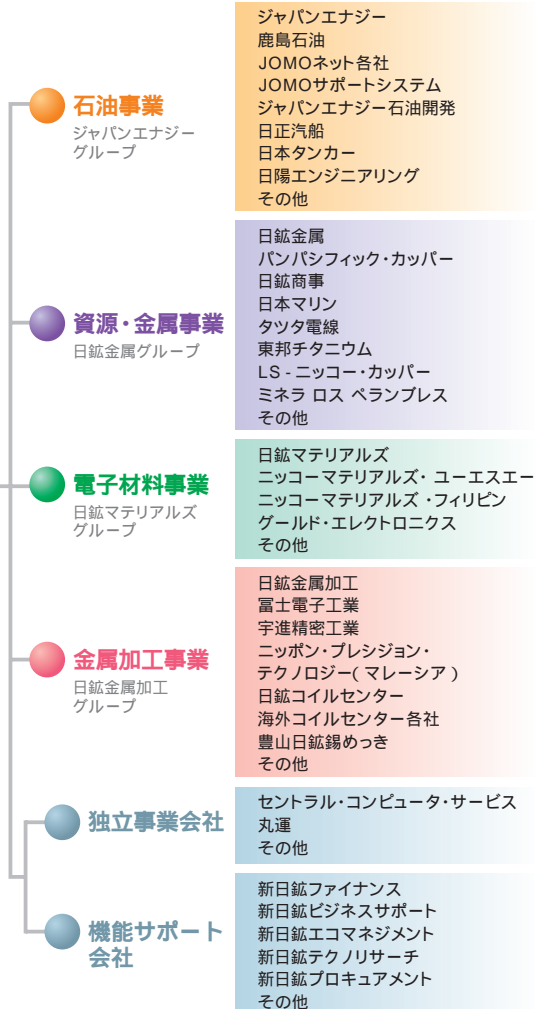 石油事業
ジャパンエナジー
グループ
ジャパンエナジー
鹿島石油
JOMOネット各社
JOMOサポートシステム
ジャパンエナジー石油開発
日正汽船
日本タンカー
日陽エンジニアリング
その他
資源・金属事業
日鉱金属グループ
日鉱金属
パンパシフィック・カッパー
日鉱商事
日本マリン
タツタ電線
東邦チタニウム
LS-ニッコー・カッパー
ミネラ ロス ペランブレス
その他
電子材料事業
日鉱マテリアルズ
グループ
日鉱マテリアルズ
ニッコーマテリアルズ・ユーエスエー
ニッコーマテリアルズ・フィリピン
グールド・エレクトロニクス
その他
金属加工事業
日鉱金属加工
グループ
日鉱金属加工
冨士電子工業
宇進精密工業
ニッポン・プレシジョン・
テクノロジー(マレーシア)
日鉱コイルセンター
海外コイルセンター各社
豊山日鉱錫めっき
その他
独立事業会社
セントラル・コンピュータ・サービス
丸運
その他
機能サポート
会社
新日鉱ファイナンス
新日鉱ビジネスサポート
新日鉱エコマネジメント
新日鉱テクノリサーチ
新日鉱プロキュアメント
その他